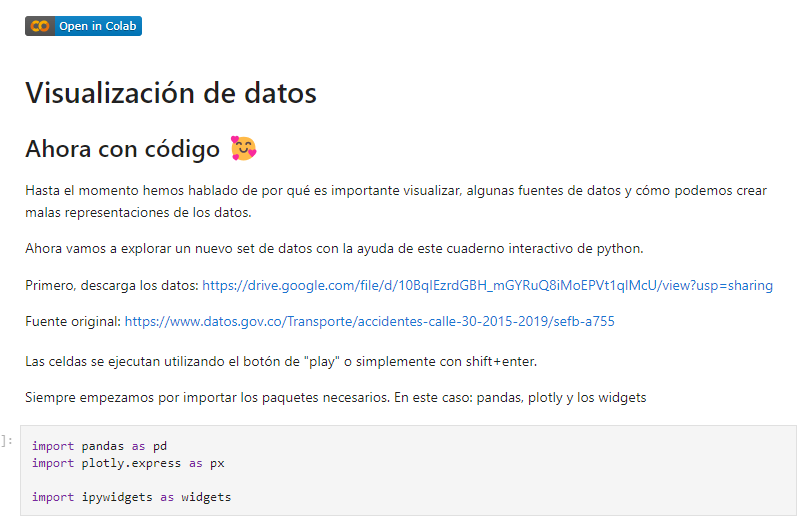 Open in Colab
Visualización de datos
Ahora con código 🥰
Hasta el momento hemos hablado de por qué es importante visualizar, algunas fuentes de datos y cómo podemos crear
malas representaciones de los datos.
Ahora vamos a explorar un nuevo set de datos con la ayuda de este cuaderno interactivo de python.
Primero, descarga los datos: https://drive.google.com/file/d/10BqIEzrdGBH_mGYRuQ8iMoEPVt1qIMcU/view?usp=sharing
Fuente original: https://www.datos.gov.co/Transporte/accidentes-calle-30-2015-2019/sefb-a755
Las celdas se ejecutan utilizando el botón de "play" o simplemente con shift+enter.
Siempre empezamos por importar los paquetes necesarios. En este caso: pandas, plotly y los widgets
]:
import pandas as pd
import plotly.express as px
import ipywidgets as widgets